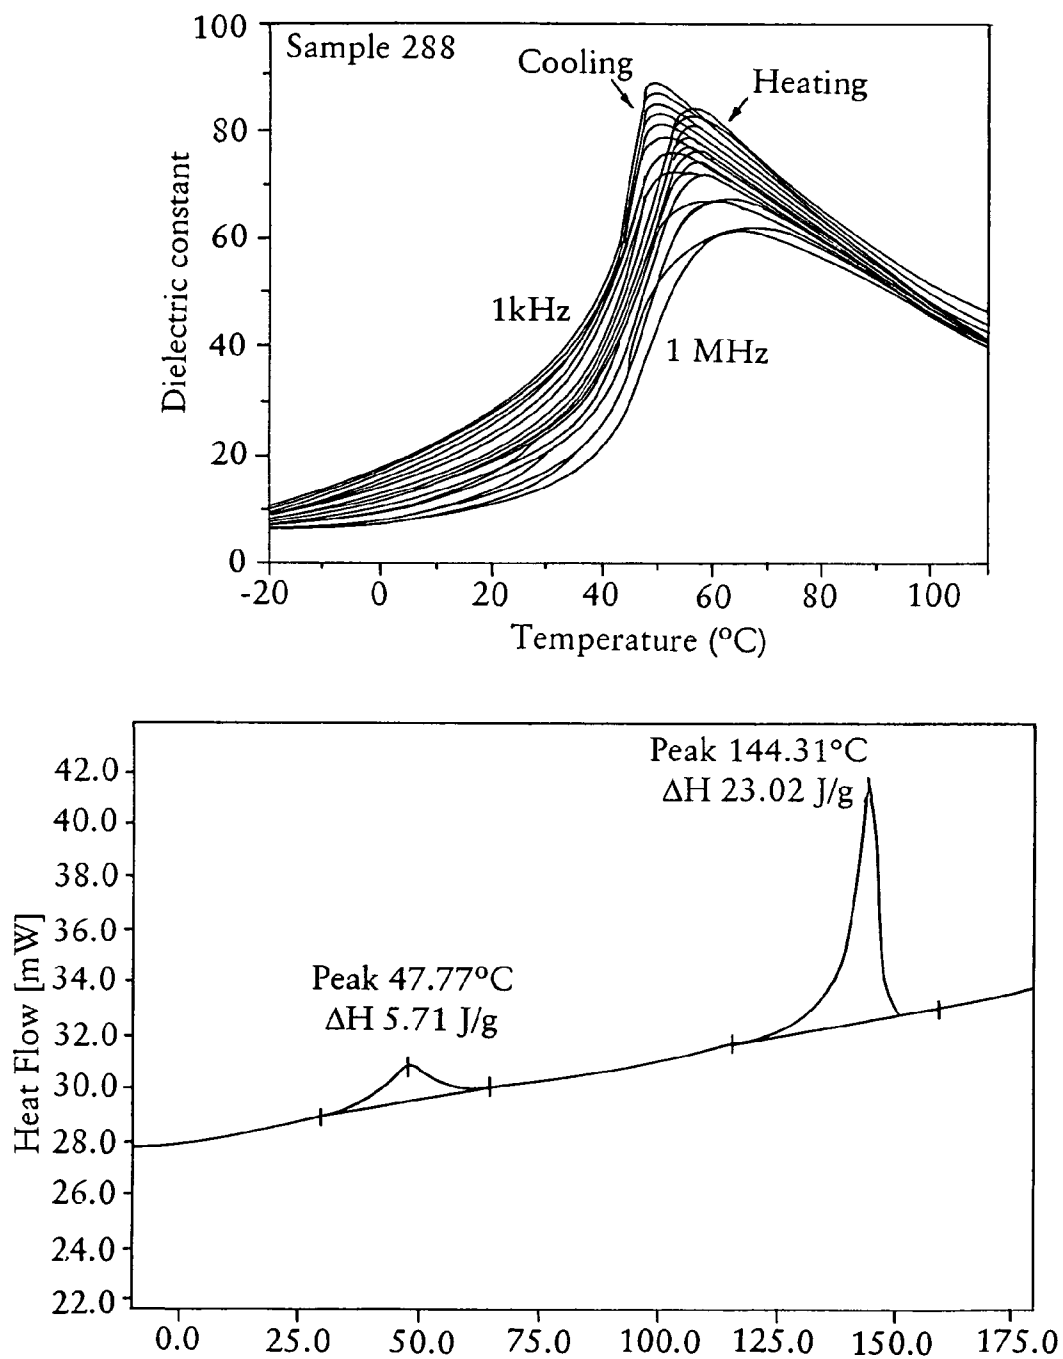 Sample 288
Cooling
Heating
1kHz
1 MHz
Dielectric constant
100
80
60
40
20
0
-20 0 20 40 60 80 100
Temperature (ºC)
Peak 144.31ºC
ΔH 23.02 J/g
Peak 47.77ºC
ΔH 5.71 J/g
Heat Flow [mW]
42.0
40.0
38.0
36.0
34.0
32.0
30.0
28.0
26.0
24.0
22.0
0.0 25.0 50.0 75.0 100.0 125.0 150.0 175.0